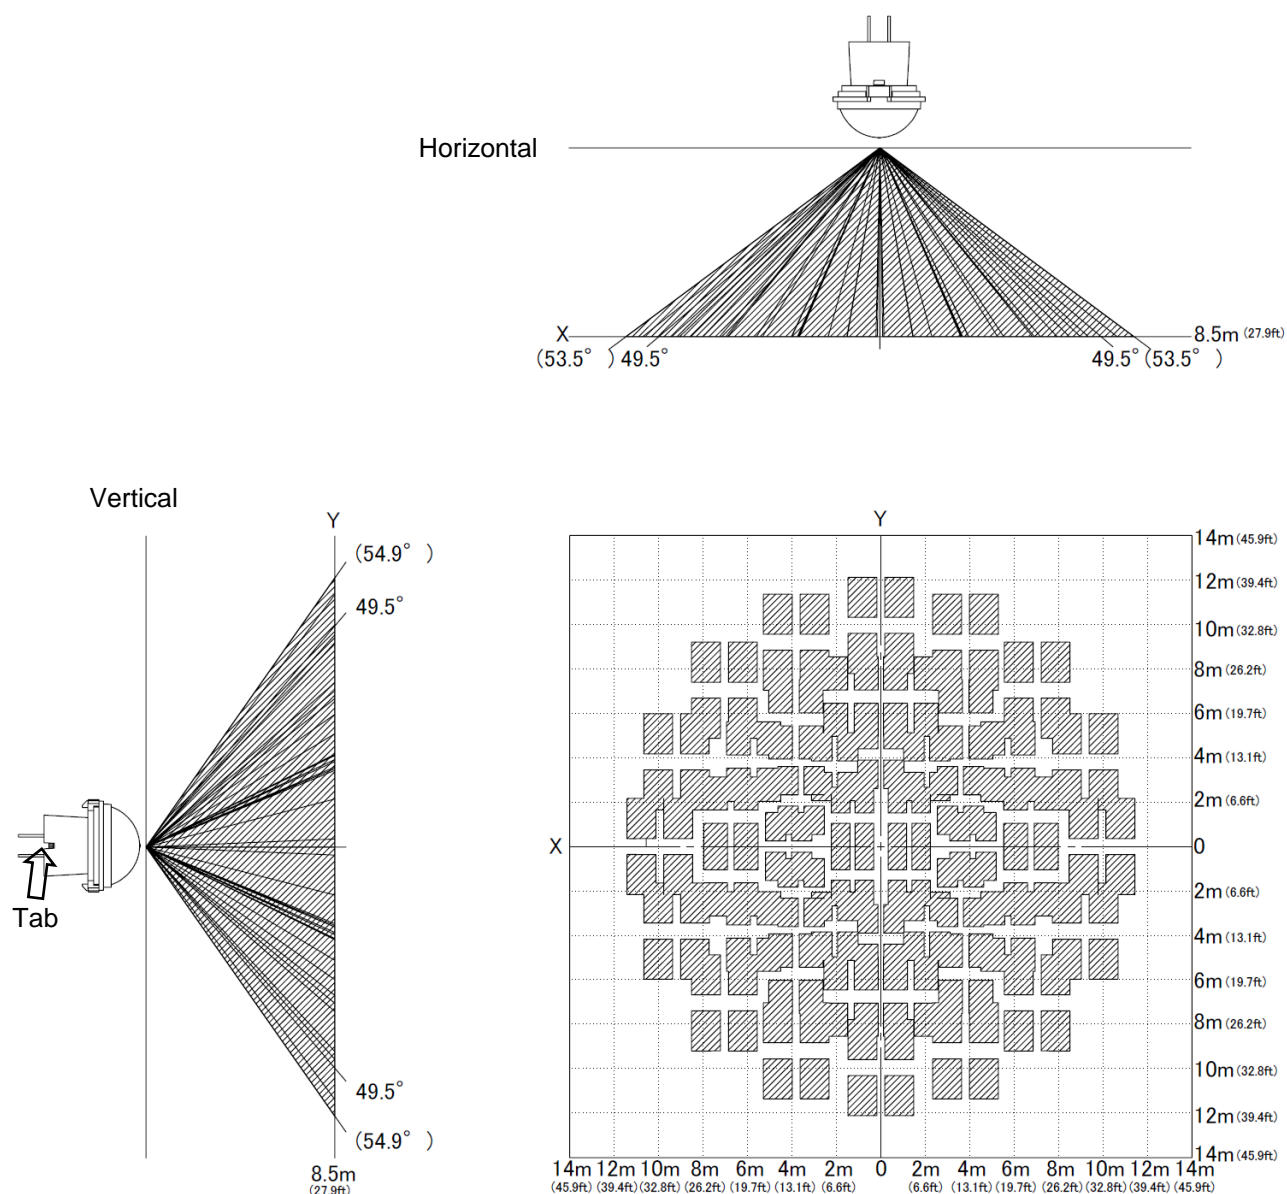 Horizontal
X
8.5m (27.9ft)
(53.5° ) 49.5°
49.5° (53.5° )
Vertical
Y
(54.9° )
49.5°
Tab
49.5°
(54.9° )
8.5m
(27.9ft)
Y
14m (45.9ft)
12m (39.4ft)
10m (32.8ft)
8m (26.2ft)
6m (19.7ft)
4m (13.1ft)
2m (6.6ft)
X
0
2m (6.6ft)
4m (13.1ft)
6m (19.7ft)
8m (26.2ft)
10m (32.8ft)
12m (39.4ft)
14m (45.9ft)
14m 12m 10m 8m 6m 4m 2m 0 2m 4m 6m 8m 10m 12m 14m
(45.9ft) (39.4ft) (32.8ft) (26.2ft) (19.7ft) (13.1ft) (6.6ft) (6.6ft) (13.1ft) (19.7ft) (26.2ft) (32.8ft) (39.4ft) (45.9ft)